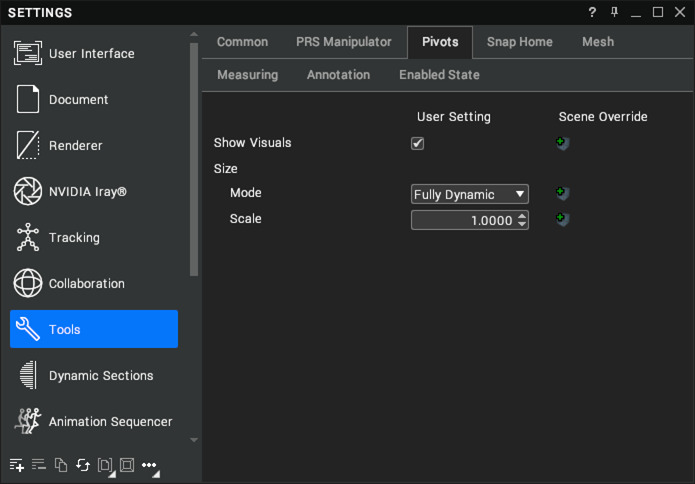 SETTINGS
?
User Interface
Document
Renderer
NVIDIA Iray®
Tracking
Collaboration
Tools
Dynamic Sections
Animation Sequencer
Common PRS Manipulator Pivots Snap Home Mesh
Measuring Annotation Enabled State
User Setting Scene Override
Show Visuals
Size
Mode Fully Dynamic
Scale 1.0000